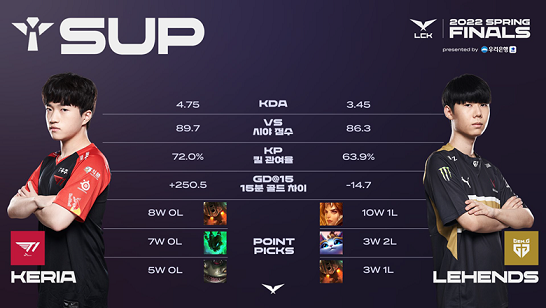 SUP
LCK
2022 SPRING
FINALS
presented by 우리은행
4.75 KDA 3.45
89.7 VS 86.3
시야 점수
72.0% KP 63.9%
킬 관여율
+250.5 GD@15 -14.7
15분 골드 차이
8W 0L 10W 1L
7W 0L POINT 3W 2L
PICKS
5W 0L 3W 1L
T1
GEN.G
KERIA
LEHENDS